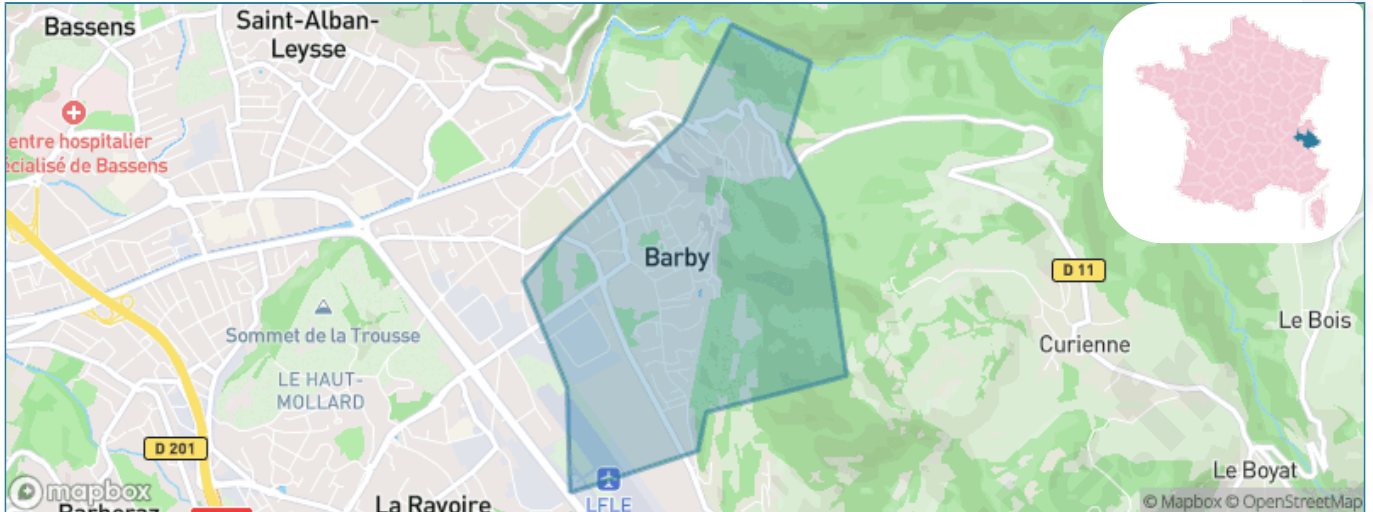 Bassens
Saint-Alban-
Leysse
entre hospitalier
écialisé de Bassens
Barby
D 11
Curienne
Le Bois
Sommet de la Trousse
LE HAUT-
MOLLARD
D 201
Le Boyat
mapbox
La Ravoire
LFLE
Barberaz
© Mapbox © OpenStreetMap